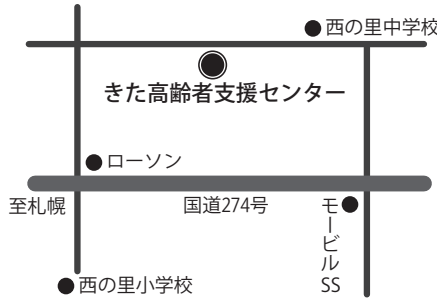 西の里中学校
きた高齢者支援センター
ローソン
至札幌
国道274号
モービルSS
西の里小学校